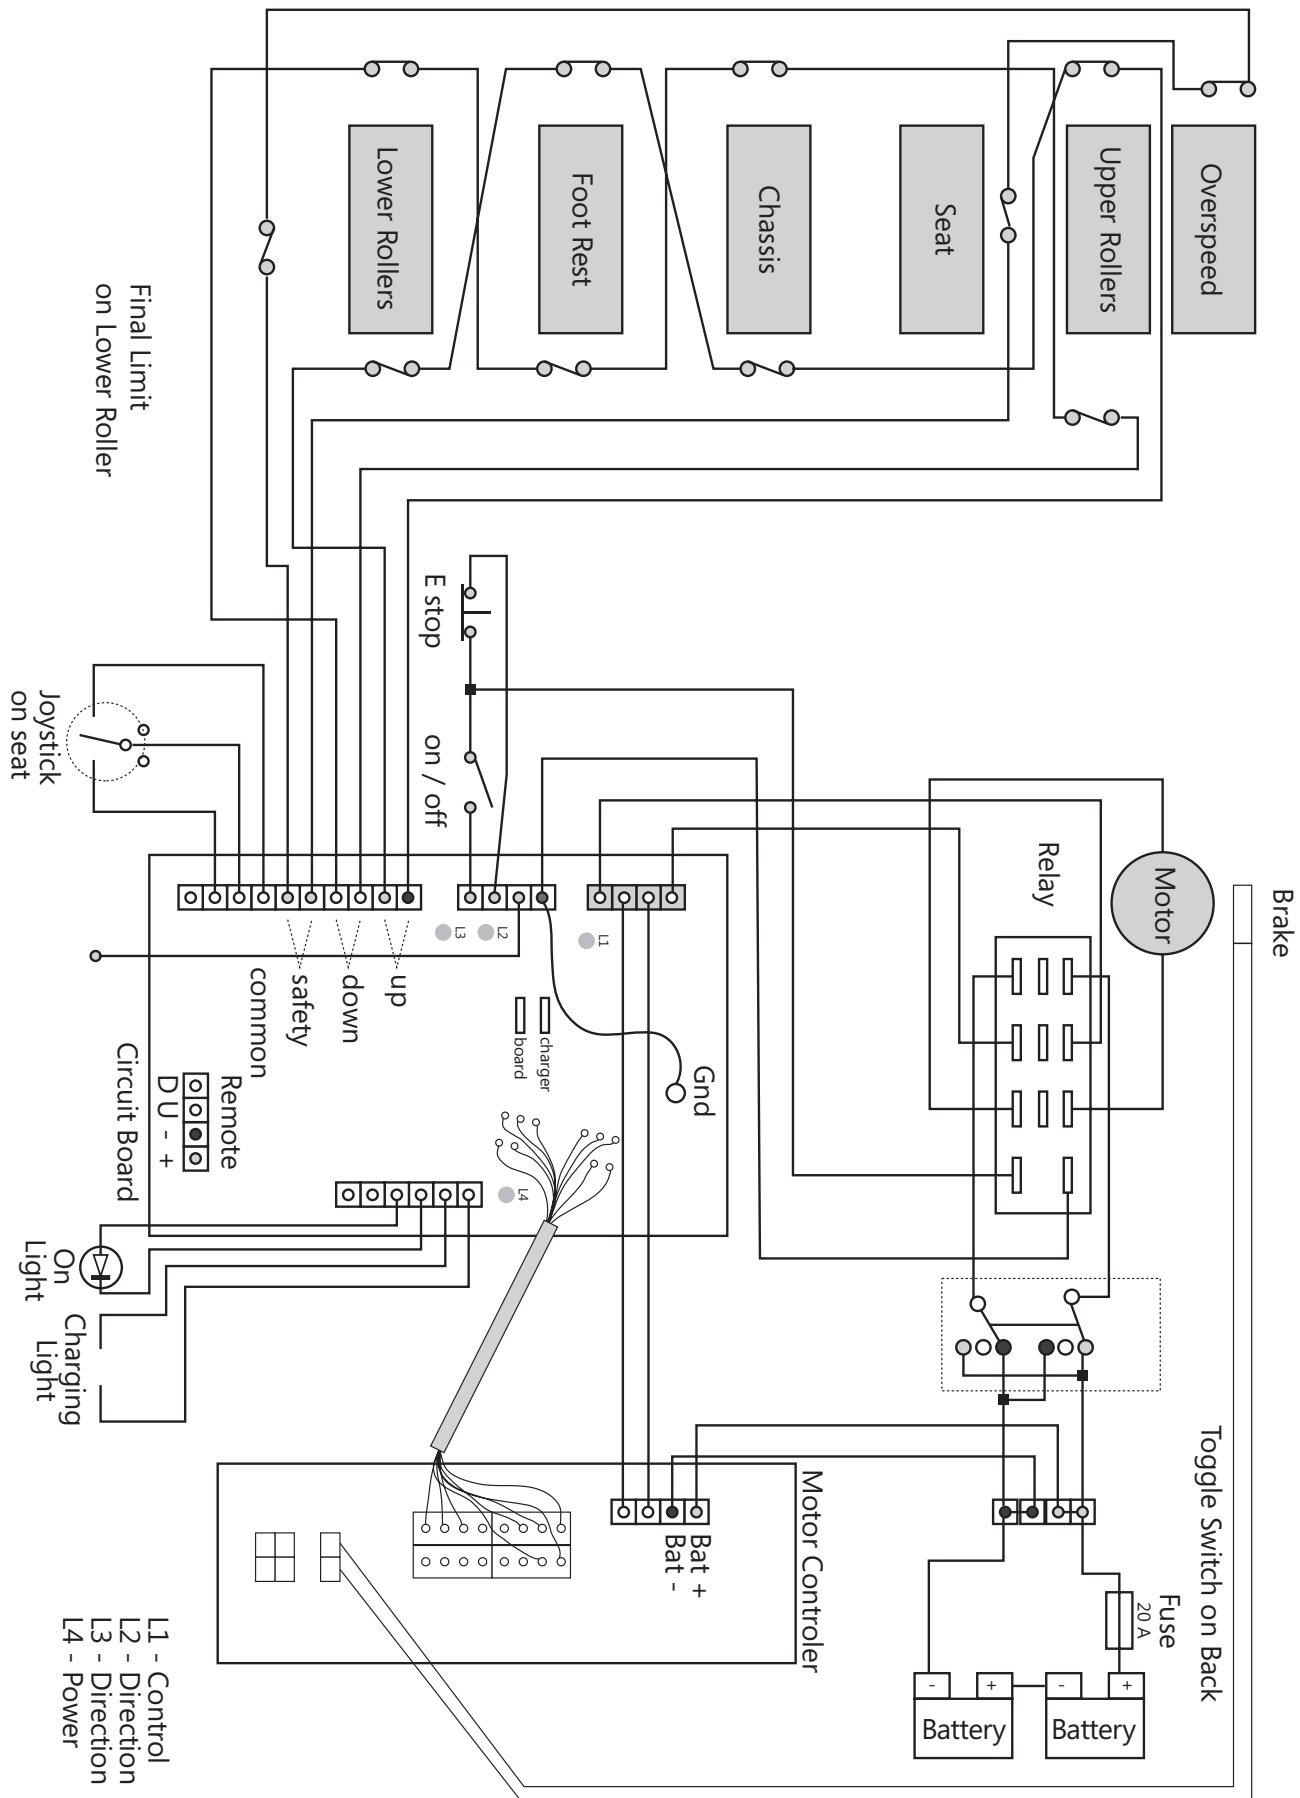 Brake
Overspeed
Upper Rollers
Seat
Chassis
Foot Rest
Lower Rollers
Final Limit
on Lower Roller
E stop
on / off
Joystick
on seat
Relay
Motor
L1
L2
L3
up
down
safety
common
charger
board
Gnd
Remote
D U - +
Circuit Board
L4
On
Light
Charging
Light
Toggle Switch on Back
Motor Controler
Bat +
Bat -
Fuse
20 A
- +
Battery
- +
Battery
L1 - Control
L2 - Direction
L3 - Direction
L4 - Power